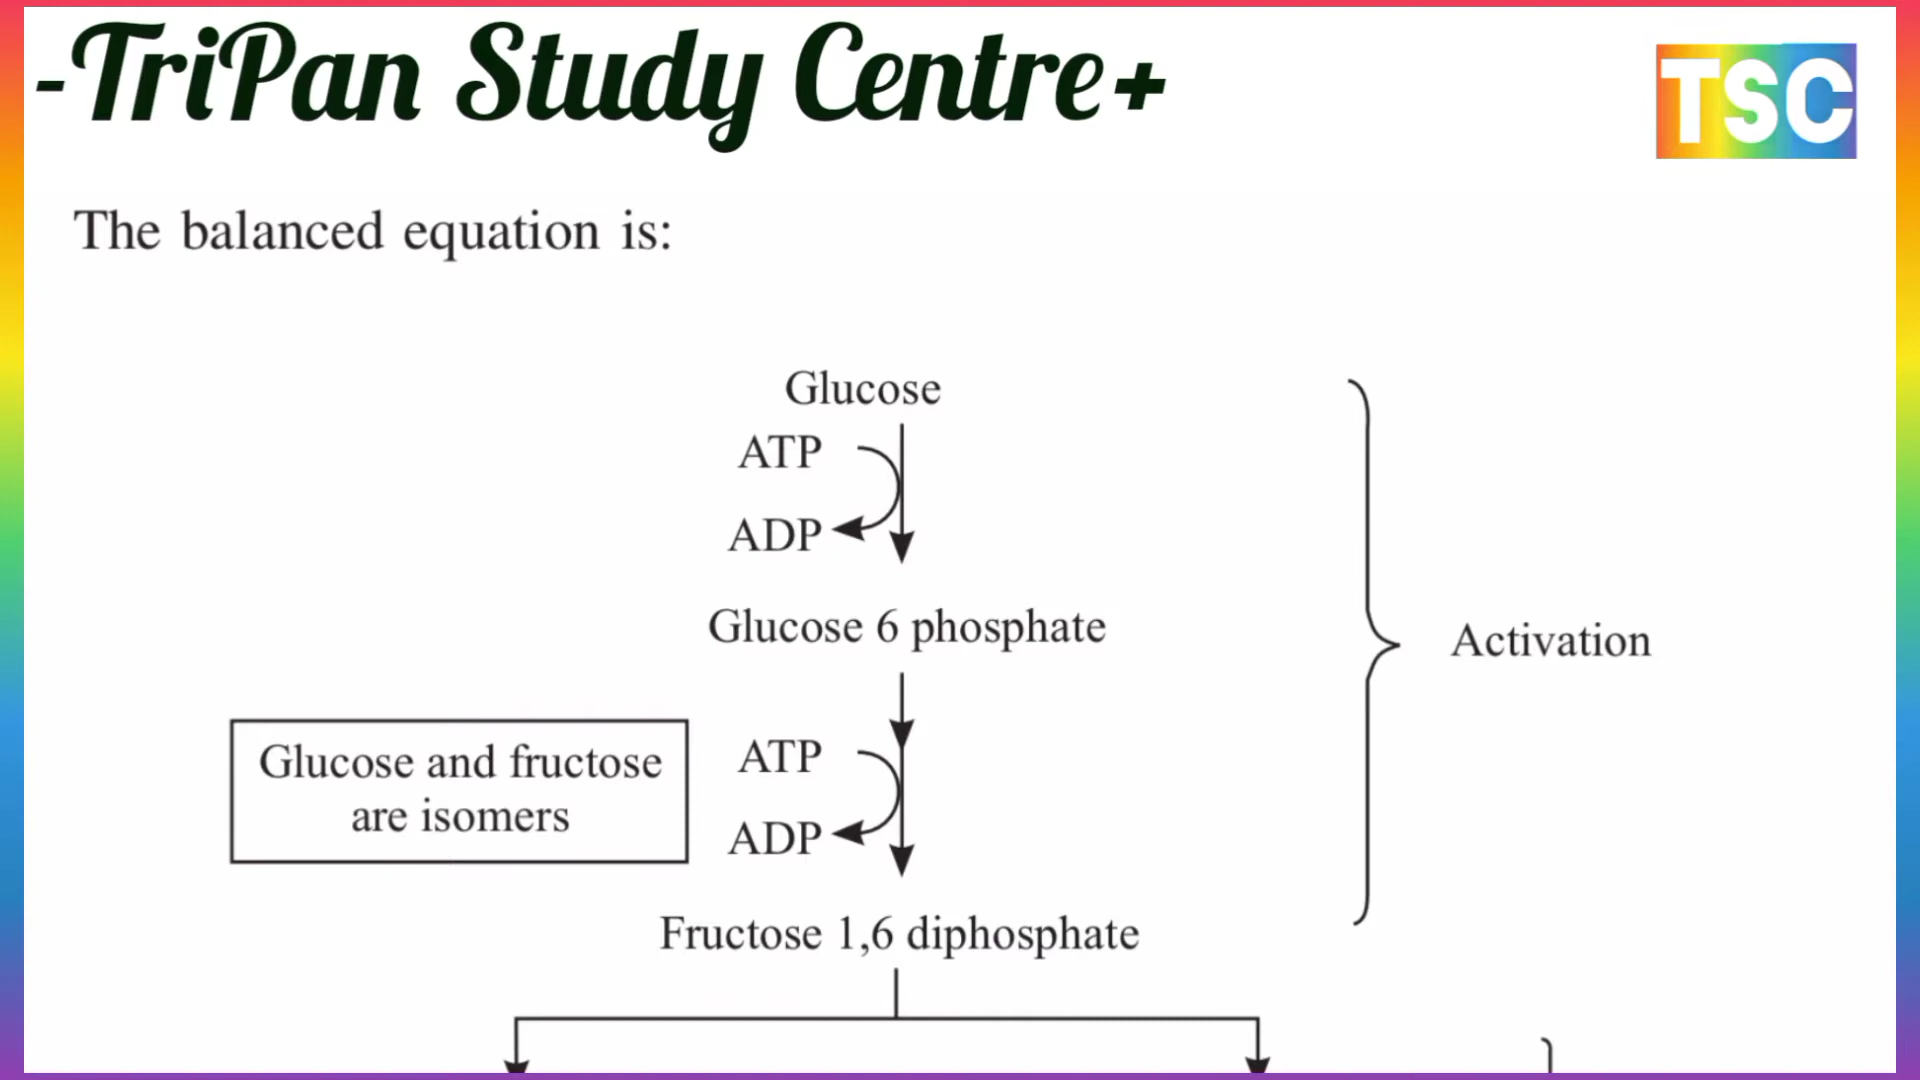 -TriPan Study Centre+
TSC
The balanced equation is:
Glucose
ATP
ADP
Glucose 6 phosphate
Activation
Glucose and fructose
are isomers
ATP
ADP
Fructose 1,6 diphosphate